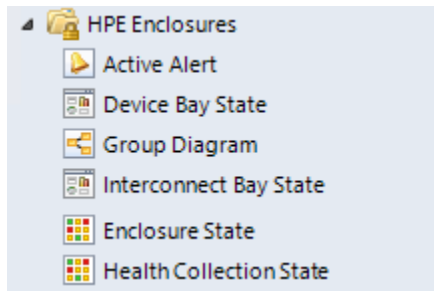 HPE Enclosures
Active Alert
Device Bay State
Group Diagram
Interconnect Bay State
Enclosure State
Health Collection State